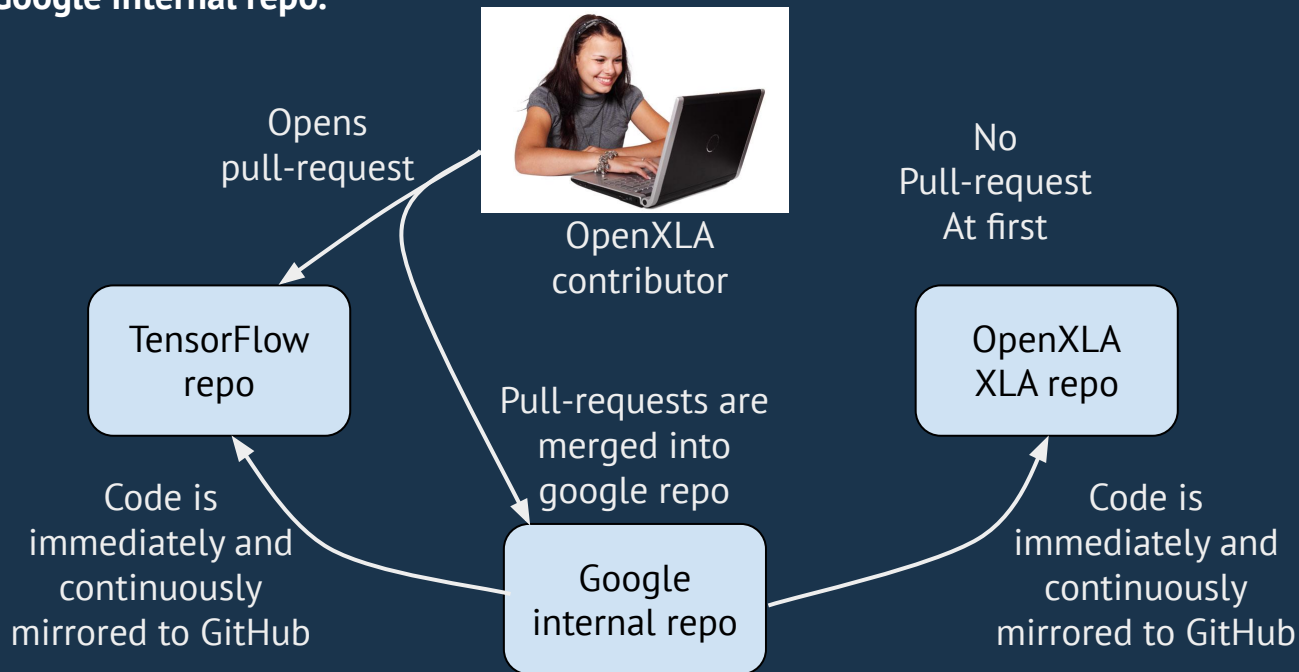 Google internal repo.
Opens
pull-request
No
Pull-request
At first
OpenXLA
contributor
TensorFlow
repo
OpenXLA
XLA repo
Pull-requests are
merged into
google repo
Code is
immediately and
continuously
mirrored to GitHub
Code is
immediately and
continuously
mirrored to GitHub
Google
internal repo